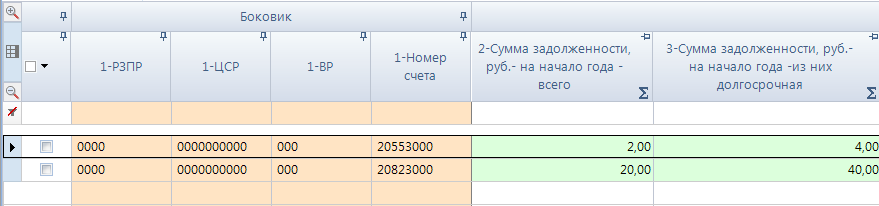 Боковик
1-РЗПР
1-ЦСР
1-ВР
1-Номер
счета
2-Сумма задолженности,
руб.- на начало года -
всего
Σ
3-Сумма задолженности, руб.-
на начало года -из них
долгосрочная
Σ
0000 0000000000 000 20553000 2,00 4,00
0000 0000000000 000 20823000 20,00 40,00